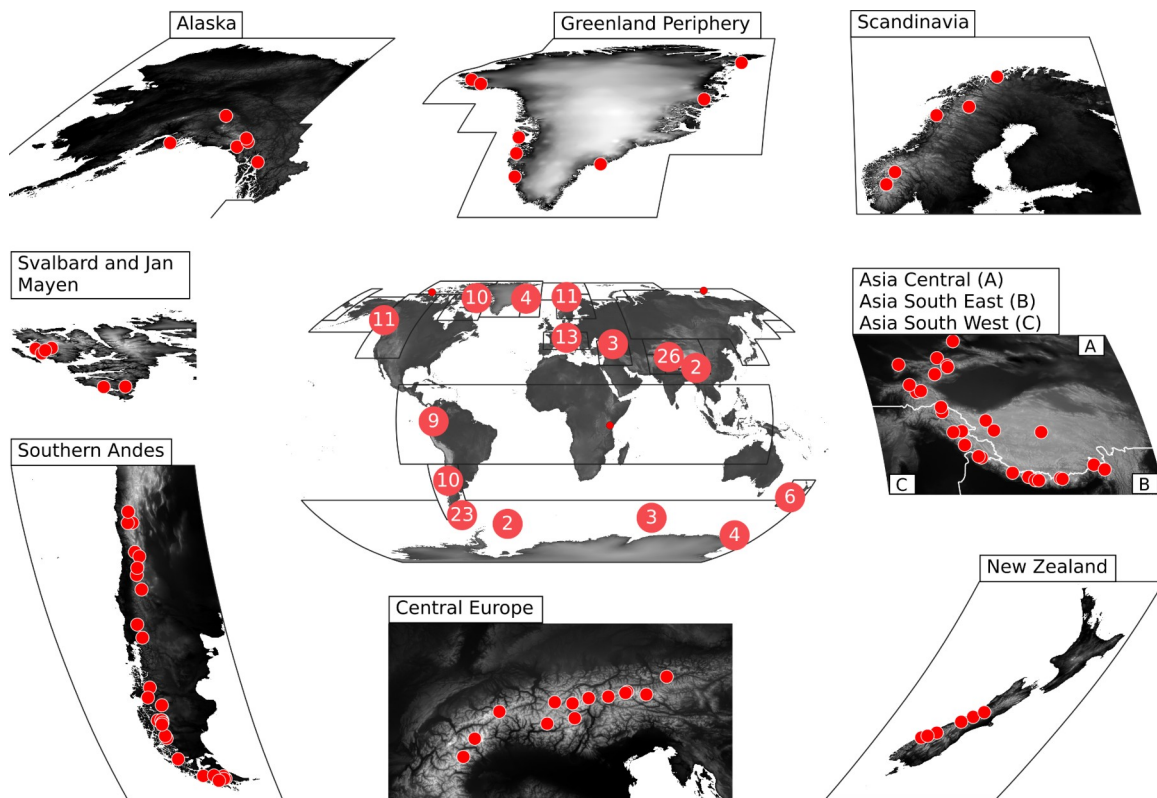 Alaska
Greenland Periphery
Scandinavia
Svalbard and Jan
Mayen
Asia Central (A)
Asia South East (B)
Asia South West (C)
A
C
B
10
4
11
11
13
3
26
2
9
10
6
23
2
3
4
Southern Andes
Central Europe
New Zealand